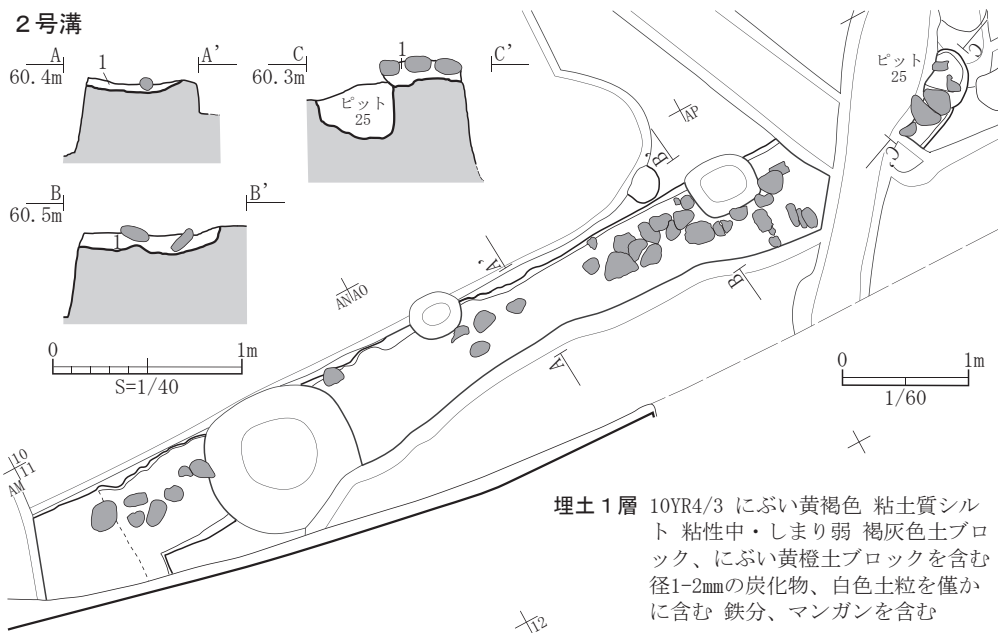 ２号溝
A
60.4m
1
A'
C
60.3m
1
C'
ピット
25
B
60.5m
1
B'
0
1m
S=1/40
ピット
25
C
C'
AP
B'
A'
AN
AO
B
A
0
1m
1/60
10
11
AM
12
埋土１層 10YR4/3 にぶい黄褐色 粘土質シル
ト 粘性中・しまり弱 褐灰色土ブロ
ック、にぶい黄橙土ブロックを含む
径1-2㎜の炭化物、白色土粒を僅か
に含む 鉄分、マンガンを含む